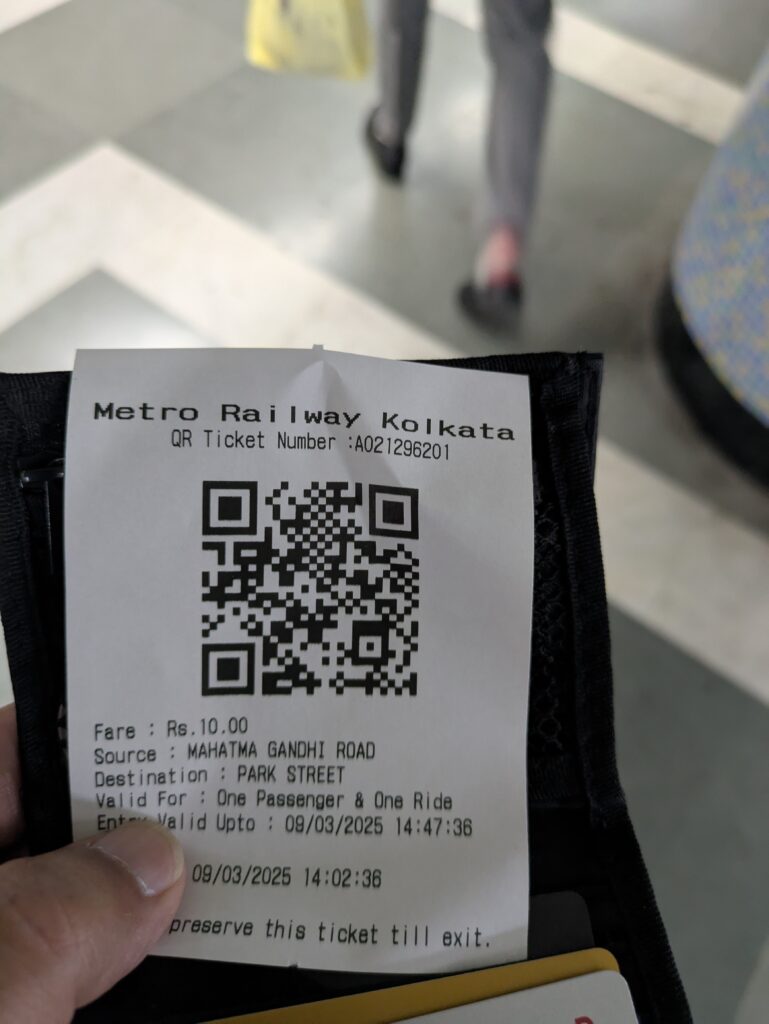 Metro Railway Kolkata
QR Ticket Number :A021296201
Fare : Rs.10.00
Source : MAHATMA GANDHI ROAD
Destination : PARK STREET
Valid For : One Passenger & One Ride
Entry Valid Upto : 09/03/2025 14:47:36
09/03/2025 14:02:36
preserve this ticket till exit.